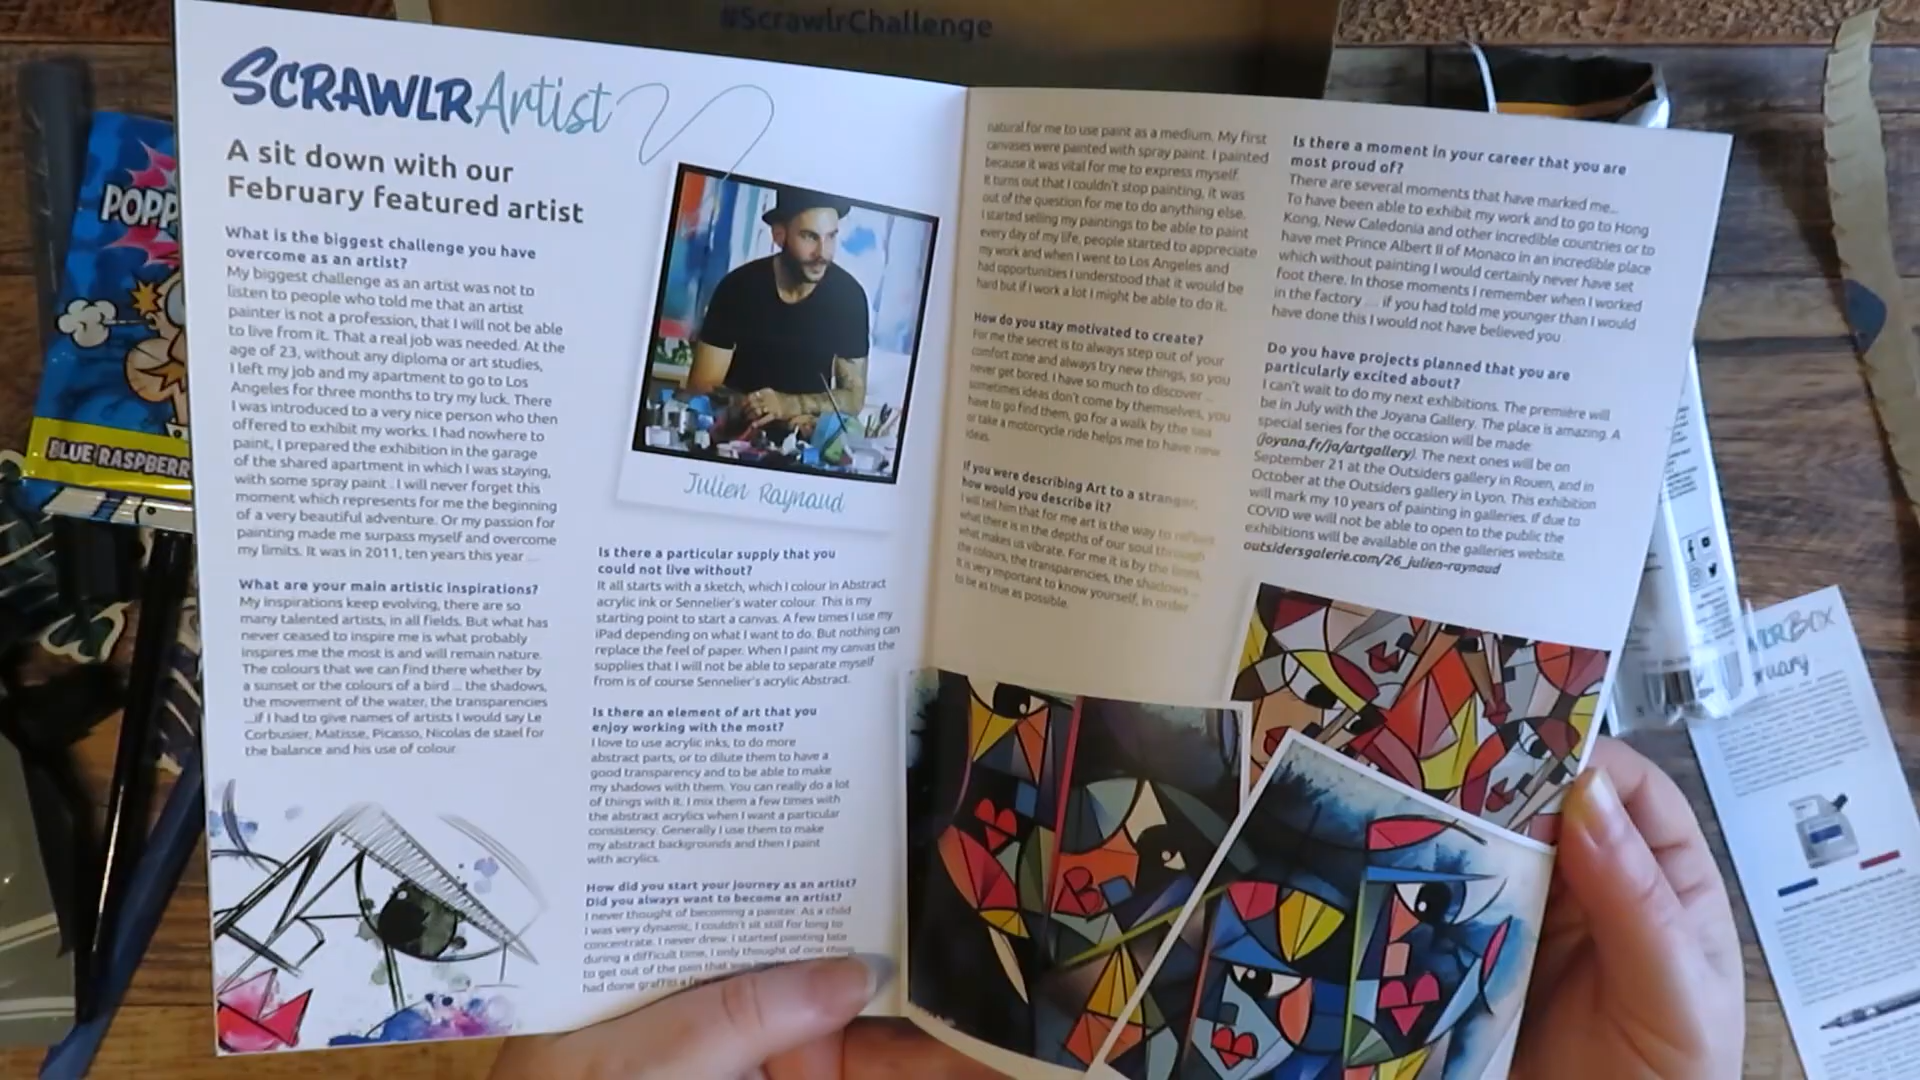 #ScrawlrChallenge
SCRAWLR Artist
A sit down with our
February featured artist
What is the biggest challenge you have
overcome as an artist?
My biggest challenge as an artist was not to
listen to people who told me that an artist
painter is not a profession, that I will not be able
to live from it. That a real job was needed. At the
age of 23, without any diploma or art studies,
I left my job and my apartment to go to Los
Angeles for three months to try my luck. There
I was introduced to a very nice person who then
offered to exhibit my works. I had nowhere to
paint, I prepared the exhibition in the garage
of the shared apartment in which I was staying,
with some spray paint . I will never forget this
moment which represents for me the beginning
of a very beautiful adventure. Or my passion for
painting made me surpass myself and overcome
my limits. It was in 2011, ten years this year ...
What are your main artistic inspirations?
My inspirations keep evolving, there are so
many talented artists, in all fields. But what has
never ceased to inspire me is what probably
inspires me the most is and will remain nature.
The colours that we can find there whether by
a sunset or the colours of a bird ... the shadows,
the movement of the water, the transparencies
...if I had to give names of artists I would say Le
Corbusier, Matisse, Picasso, Nicolas de stael for
the balance and his use of colour
Julien Raynaud
Is there a particular supply that you
could not live without?
It all starts with a sketch, which I colour in Abstract
acrylic ink or Sennelier's water colour. This is my
starting point to start a canvas. A few times I use my
iPad depending on what I want to do. But nothing can
replace the feel of paper. When I paint my canvas the
supplies that I will not be able to separate myself
from is of course Sennelier's acrylic Abstract.
Is there an element of art that you
enjoy working with the most?
I love to use acrylic inks, to do more
abstract parts, or to dilute them to have a
good transparency and to be able to make
my shadows with them. You can really do a lot
of things with it. I mix them a few times with
the abstract acrylics when I want a particular
consistency. Generally I use them to make
my abstract backgrounds and then I paint
with acrylics.
How did you start your journey as an artist?
Did you always want to become an artist?
I never thought of becoming a painter. As a child
I was very dynamic, I couldn't sit still for long to
concentrate. I never drew. I started painting late
during a difficult time, I only thought of one thing
to get out of the pain that was
had done graffiti a
natural for me to use paint as a medium. My first
canvases were painted with spray paint. I painted
because it was vital for me to express myself.
It turns out that I couldn't stop painting, it was
out of the question for me to do anything else.
I started selling my paintings to be able to paint
every day of my life, people started to appreciate
my work and when I went to Los Angeles and
had opportunities I understood that it would be
hard but if I work a lot I might be able to do it.
How do you stay motivated to create?
For me the secret is to always step out of your
comfort zone and always try new things, so you
never get bored. I have so much to discover ...
sometimes ideas don't come by themselves, you
have to go find them, go for a walk by the sea
or take a motorcycle ride helps me to have new
ideas.
If you were describing Art to a stranger,
how would you describe it?
I will tell him that for me art is the way to reflect
what there is in the depths of our soul through
what makes us vibrate. For me it is by the lines,
the colours, the transparencies, the shadows ...
It is very important to know yourself, in order
to be as true as possible.
Is there a moment in your career that you are
most proud of?
There are several moments that have marked me...
To have been able to exhibit my work and to go to Hong
Kong, New Caledonia and other incredible countries or to
have met Prince Albert II of Monaco in an incredible place
which without painting I would certainly never have set
foot there. In those moments I remember when I worked
in the factory ... if you had told me younger than I would
have done this I would not have believed you .
Do you have projects planned that you are
particularly excited about?
I can't wait to do my next exhibitions. The première will
be in July with the Joyana Gallery. The place is amazing. A
special series for the occasion will be made
(joyana.fr/ja/artgallery). The next ones will be on
September 21 at the Outsiders gallery in Rouen, and in
October at the Outsiders gallery in Lyon. This exhibition
will mark my 10 years of painting in galleries. If due to
COVID we will not be able to open to the public the
exhibitions will be available on the galleries website.
outsidersgalerie.com/26_julien-raynaud
POPP
BLUE RASPBERR